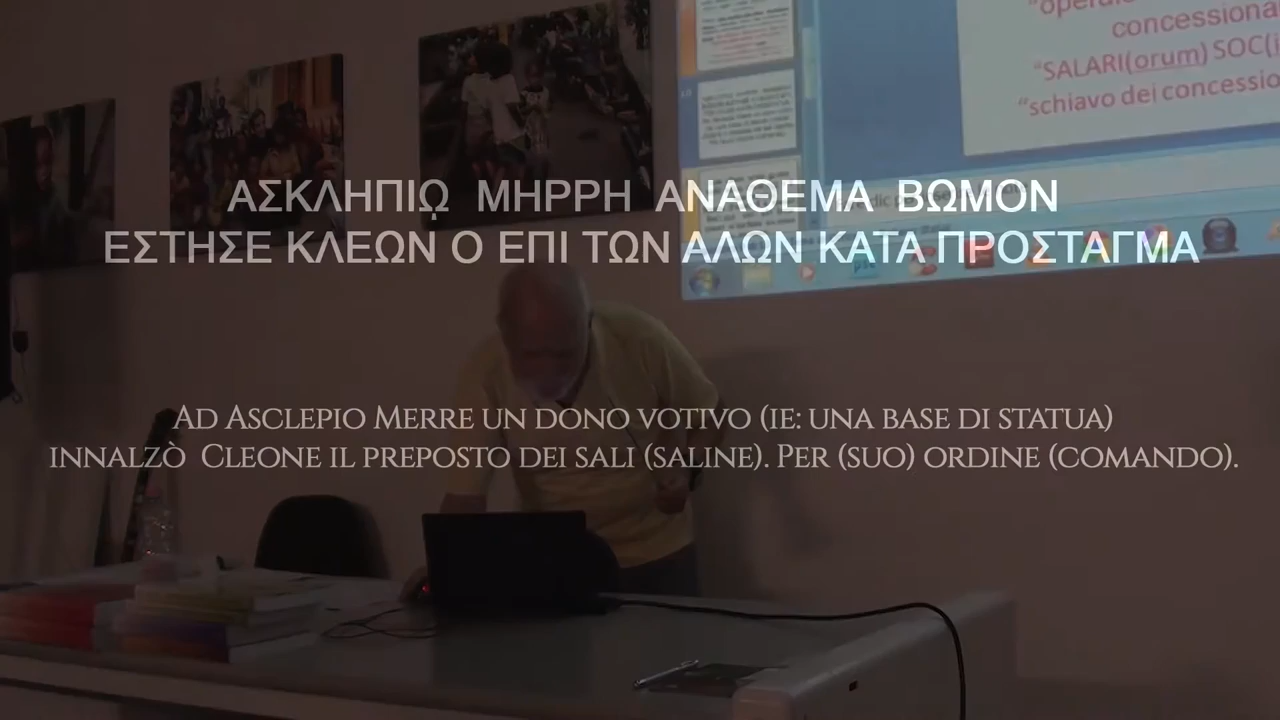 "operai
concessiona
"SALARI(orum) SOC(i
"schiavo dei concessio
ΑΣΚΛΗΠΙῼ ΜΗΡΡΗ ΑΝΑΘΕΜΑ ΒΩΜΟΝ
ΕΣΤΗΣΕ ΚΛΕΩΝ Ο ΕΠΙ ΤΩΝ ΑΛΩΝ ΚΑΤΑ ΠΡΟΣΤΑΓΜΑ
Ad Asclepio Merre un dono votivo (ie: una base di statua)
innalzò Cleone il preposto dei sali (saline). Per (suo) ordine (comando).